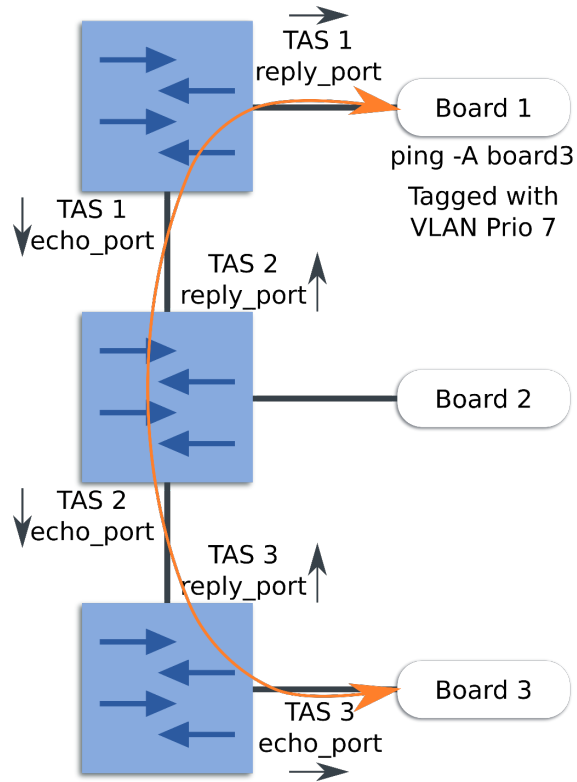 TAS 1
reply_port
Board 1
ping -A board3
Tagged with
VLAN Prio 7
TAS 1
echo_port
TAS 2
reply_port
Board 2
TAS 2
echo_port
TAS 3
reply_port
Board 3
TAS 3
echo_port